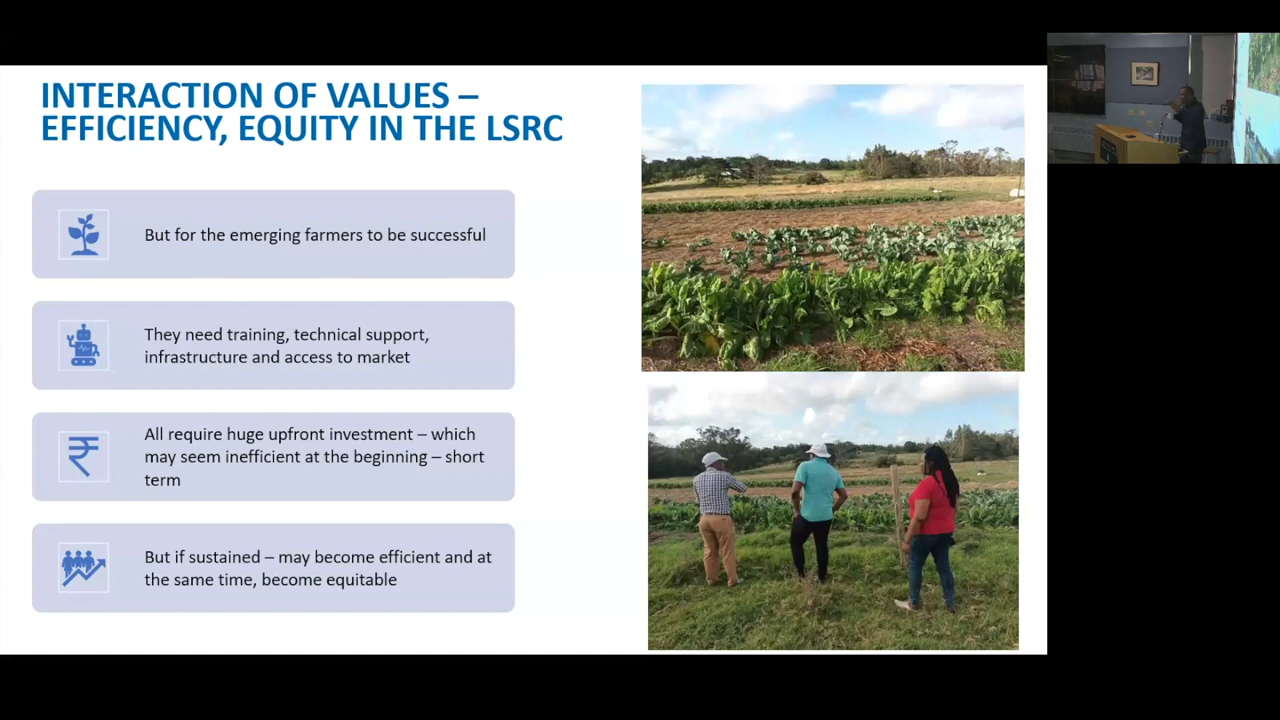 INTERACTION OF VALUES –
EFFICIENCY, EQUITY IN THE LSRC
But for the emerging farmers to be successful
They need training, technical support,
infrastructure and access to market
All require huge upfront investment – which
may seem inefficient at the beginning – short
term
But if sustained – may become efficient and at
the same time, become equitable